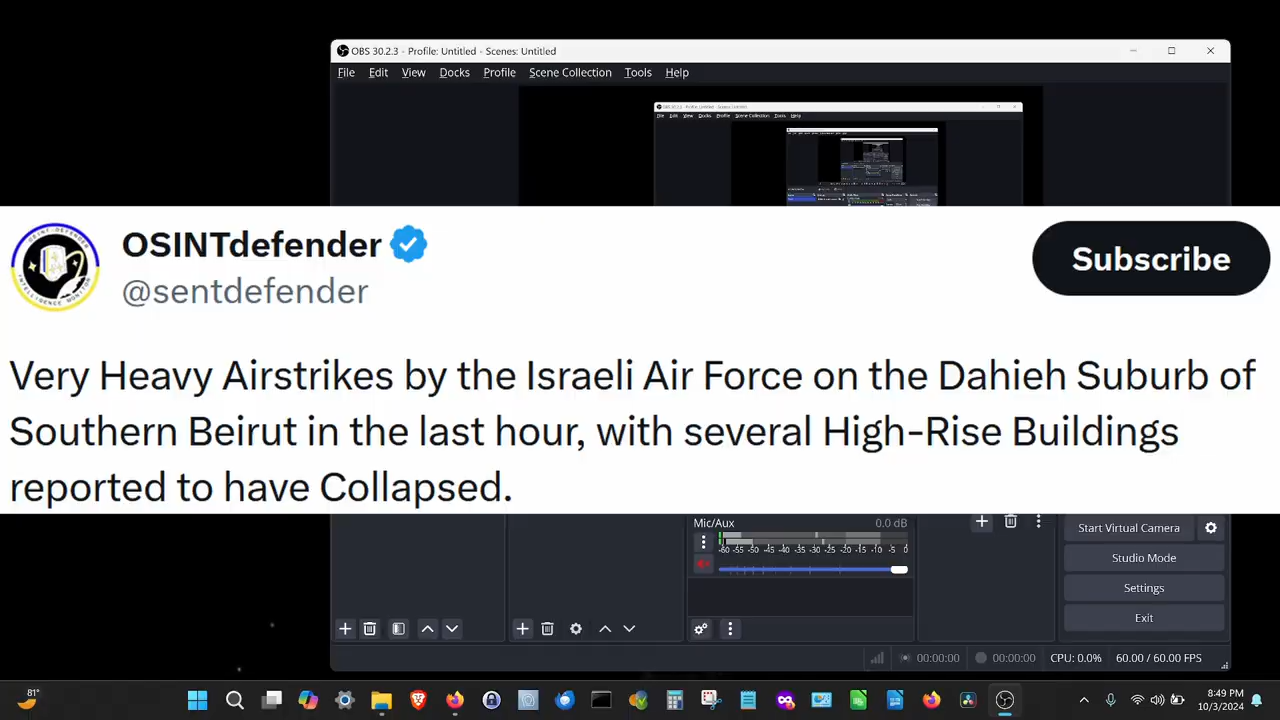 OBS 30.2.3 - Profile: Untitled - Scenes: Untitled
File Edit View Docks Profile Scene Collection Tools Help
OSINTdefender
@sentdefender
Subscribe
Very Heavy Airstrikes by the Israeli Air Force on the Dahieh Suburb of
Southern Beirut in the last hour, with several High-Rise Buildings
reported to have Collapsed.
Mic/Aux 0.0 dB
-60 -55 -50 -45 -40 -35 -30 -25 -20 -15 -10 -5 0
Start Virtual Camera
Studio Mode
Settings
Exit
00:00:00 00:00:00 CPU: 0.0% 60.00 / 60.00 FPS
81°
8:49 PM
10/3/2024